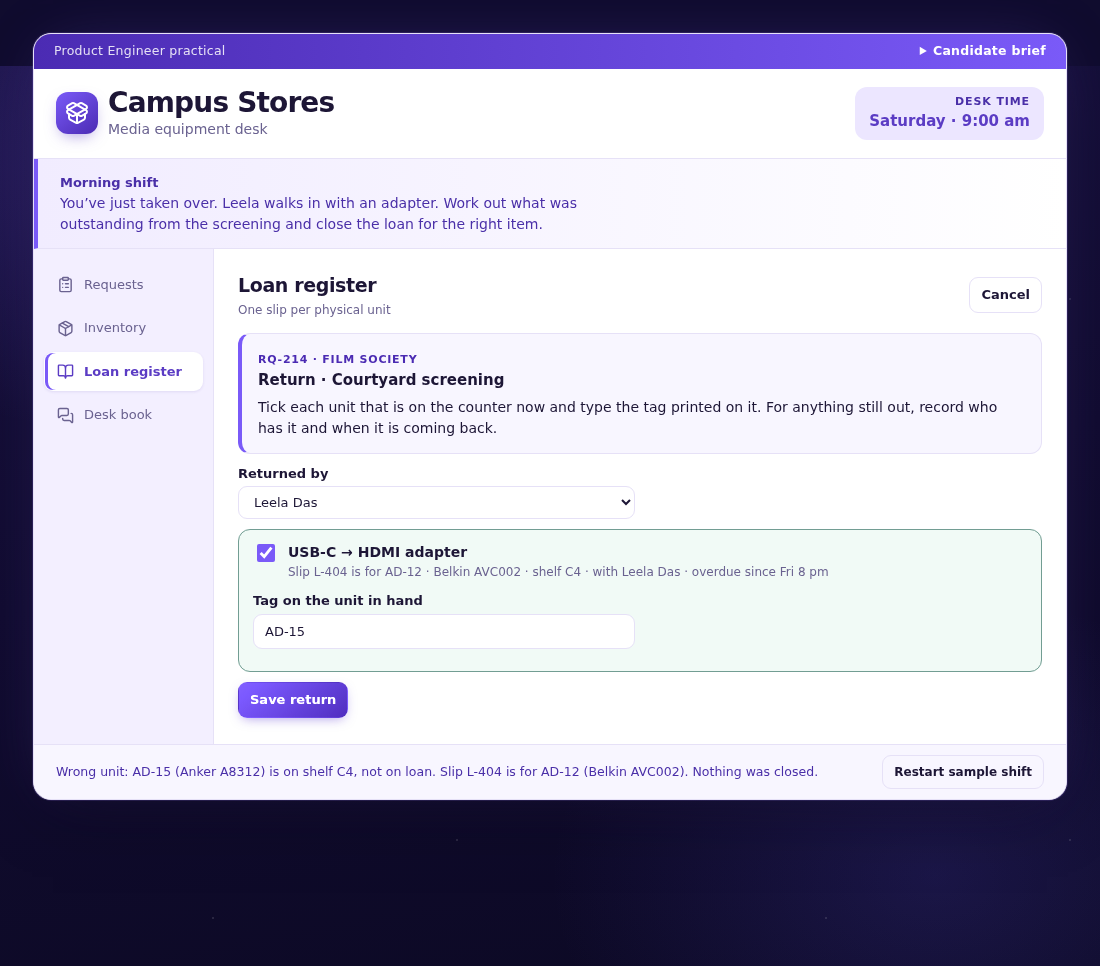 Product Engineer practical
▶ Candidate brief
Campus Stores
Media equipment desk
DESK TIME
Saturday · 9:00 am
Morning shift
You’ve just taken over. Leela walks in with an adapter. Work out what was
outstanding from the screening and close the loan for the right item.
Requests
Inventory
Loan register
Desk book
Loan register
One slip per physical unit
Cancel
RQ-214 · FILM SOCIETY
Return · Courtyard screening
Tick each unit that is on the counter now and type the tag printed on it. For anything still out, record who
has it and when it is coming back.
Returned by
Leela Das
USB-C → HDMI adapter
Slip L-404 is for AD-12 · Belkin AVC002 · shelf C4 · with Leela Das · overdue since Fri 8 pm
Tag on the unit in hand
AD-15
Save return
Wrong unit: AD-15 (Anker A8312) is on shelf C4, not on loan. Slip L-404 is for AD-12 (Belkin AVC002). Nothing was closed.
Restart sample shift